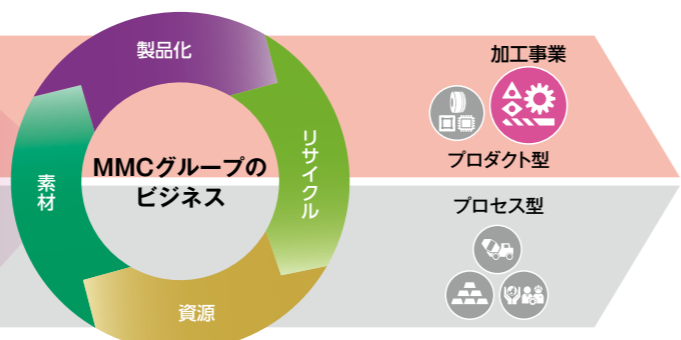 製品化
リサイクル
素材
MMCグループの
ビジネス
資源
加工事業
プロダクト型
プロセス型